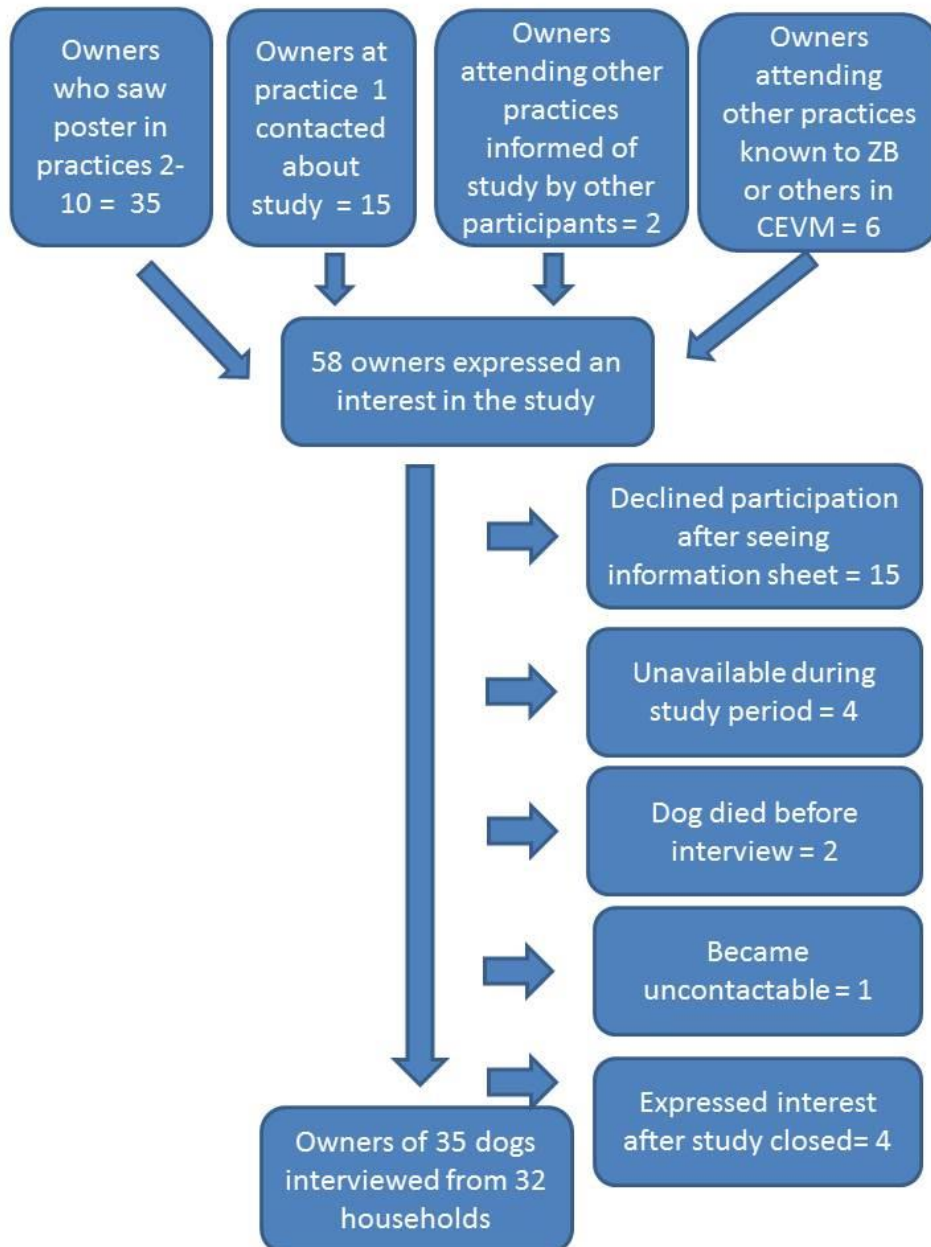 Owners
who saw
poster in
practices 2-
10 = 35
Owners at
practice 1
contacted
about
study = 15
Owners
attending other
practices
informed of
study by other
participants = 2
Owners
attending
other practices
known to ZB
or others in
CEVM = 6
58 owners expressed an
interest in the study
Declined participation
after seeing
information sheet = 15
Unavailable during
study period = 4
Dog died before
interview = 2
Became
uncontactable = 1
Expressed interest
after study closed= 4
Owners of 35 dogs
interviewed from 32
households